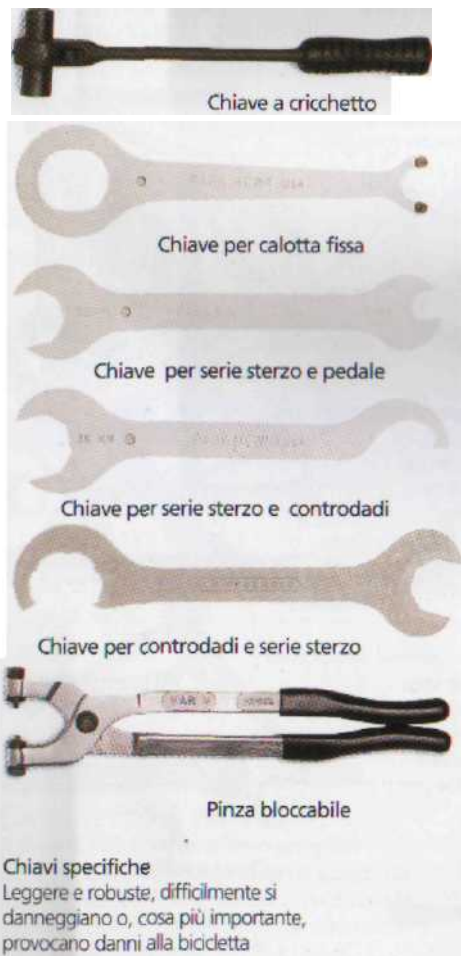 Chiave a cricchetto
Chiave per calotta fissa
Chiave per serie sterzo e pedale
Chiave per serie sterzo e controdadi
Chiave per controdadi e serie sterzo
VAR
Pinza bloccabile
Chiavi specifiche
Leggere e robuste, difficilmente si
danneggiano o, cosa più importante,
provocano danni alla bicicletta